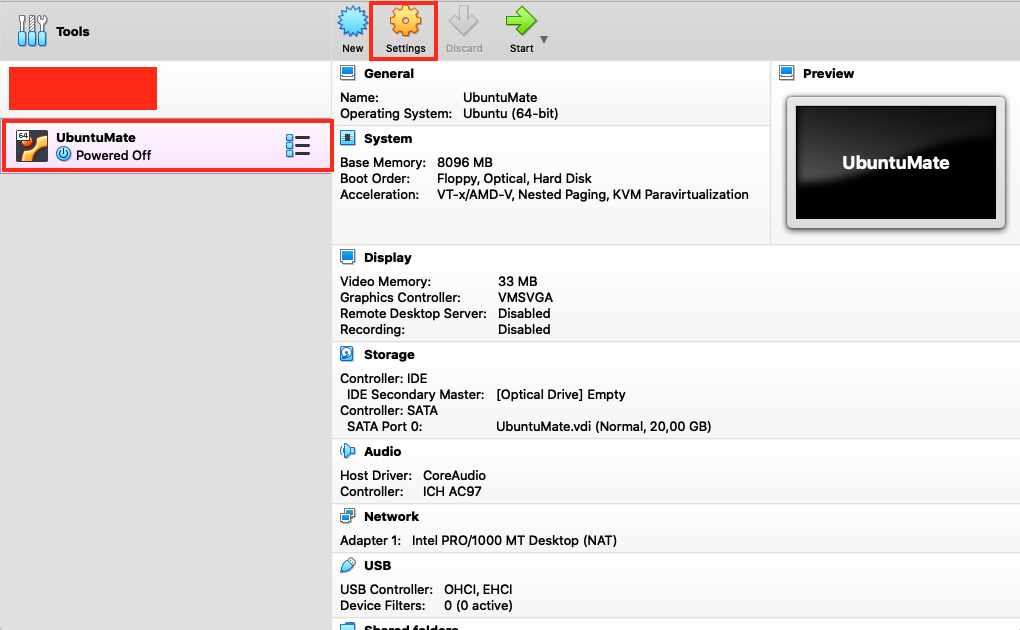 Tools
New Settings Discard Start
64
UbuntuMate
Powered Off
General
Name: UbuntuMate
Operating System: Ubuntu (64-bit)
System
Base Memory: 8096 MB
Boot Order: Floppy, Optical, Hard Disk
Acceleration: VT-x/AMD-V, Nested Paging, KVM Paravirtualization
Preview
UbuntuMate
Display
Video Memory: 33 MB
Graphics Controller: VMSVGA
Remote Desktop Server: Disabled
Recording: Disabled
Storage
Controller: IDE
IDE Secondary Master: [Optical Drive] Empty
Controller: SATA
SATA Port 0: UbuntuMate.vdi (Normal, 20,00 GB)
Audio
Host Driver: CoreAudio
Controller: ICH AC97
Network
Adapter 1: Intel PRO/1000 MT Desktop (NAT)
USB
USB Controller: OHCI, EHCI
Device Filters: 0 (0 active)
Shared folders